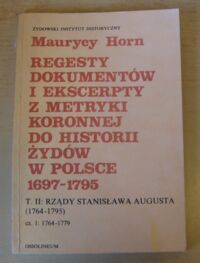 ŻYDOWSKI INSTYTUT HISTORYCZNY
Maurycy Horn
REGESTY
DOKUMENTÓW
I EKSCERPTY
Z METRYKI
KORONNEJ
DO HISTORII
ŻYDÓW
W POLSCE
1697-1795
T. II: RZĄDY STANISŁAWA AUGUSTA
(1764-1795)
cz. 1: 1764-1779
OSSOLINEUM